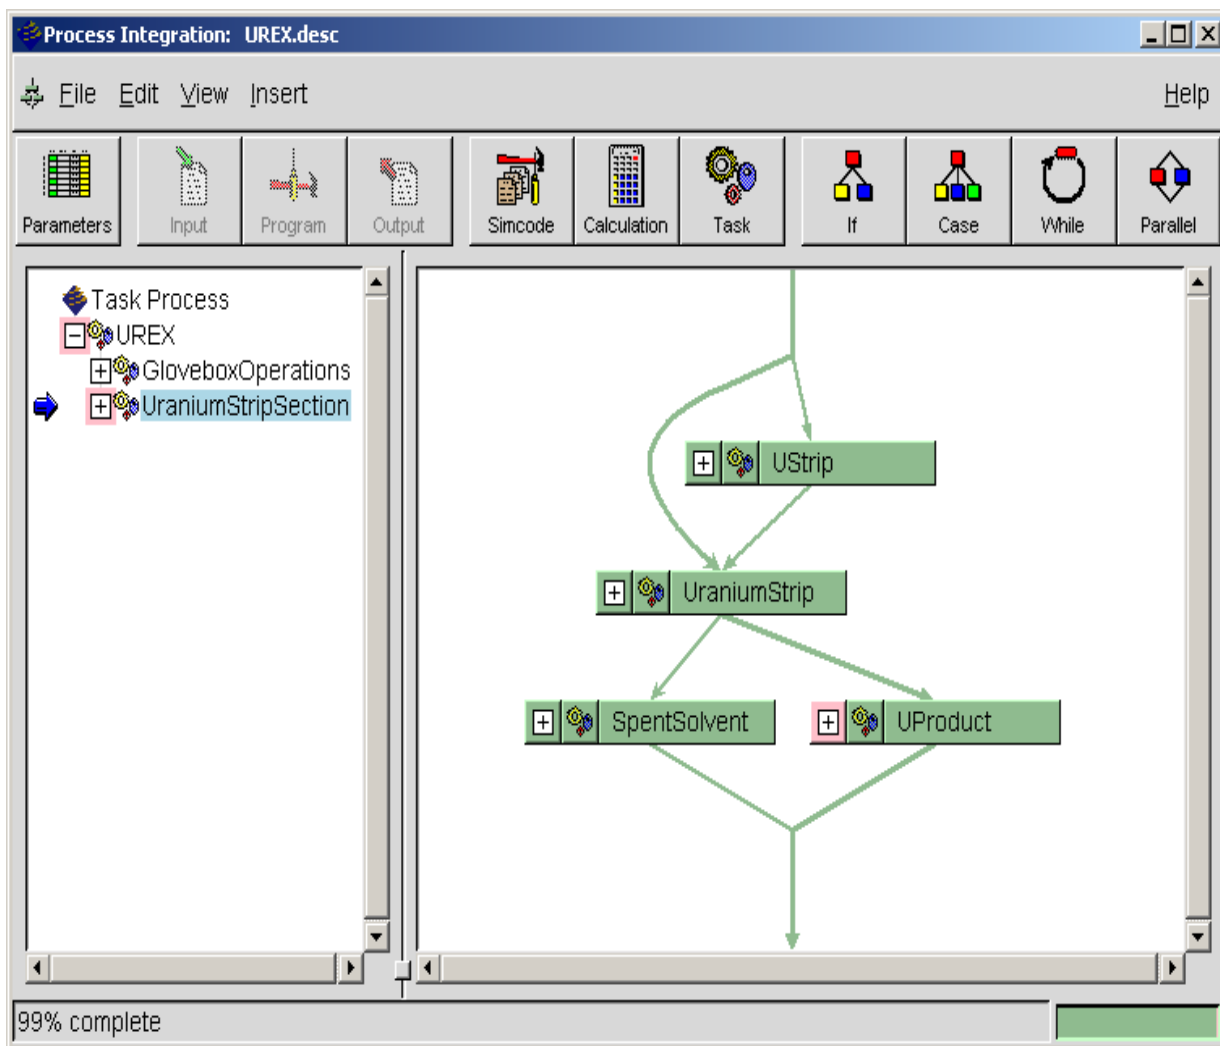 Process Integration: UREX.desc
File Edit View Insert Help
Parameters Input Program Output Simcode Calculation Task If Case While Parallel
Task Process
UREX
GloveboxOperations
UraniumStripSection
UStrip
UraniumStrip
SpentSolvent UProduct
99% complete